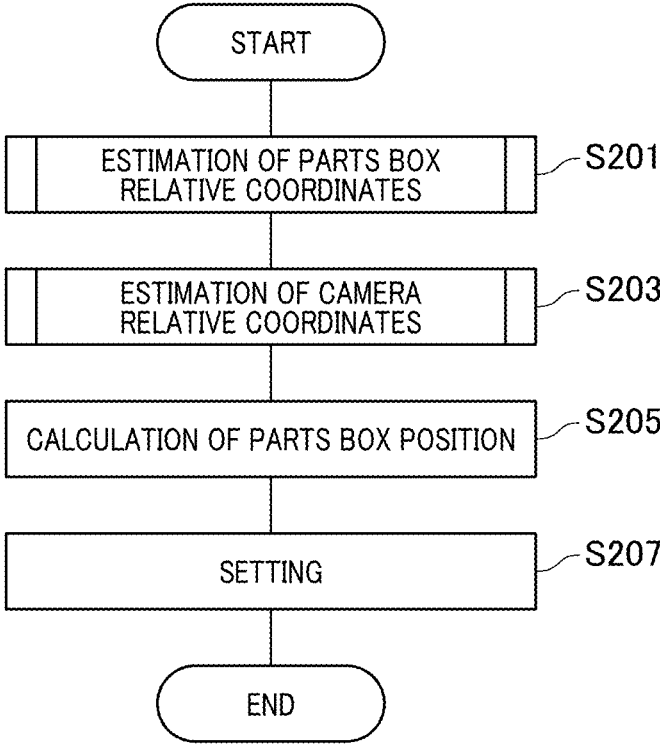 START
ESTIMATION OF PARTS BOX
RELATIVE COORDINATES
S201
ESTIMATION OF CAMERA
RELATIVE COORDINATES
S203
CALCULATION OF PARTS BOX POSITION
S205
SETTING
S207
END